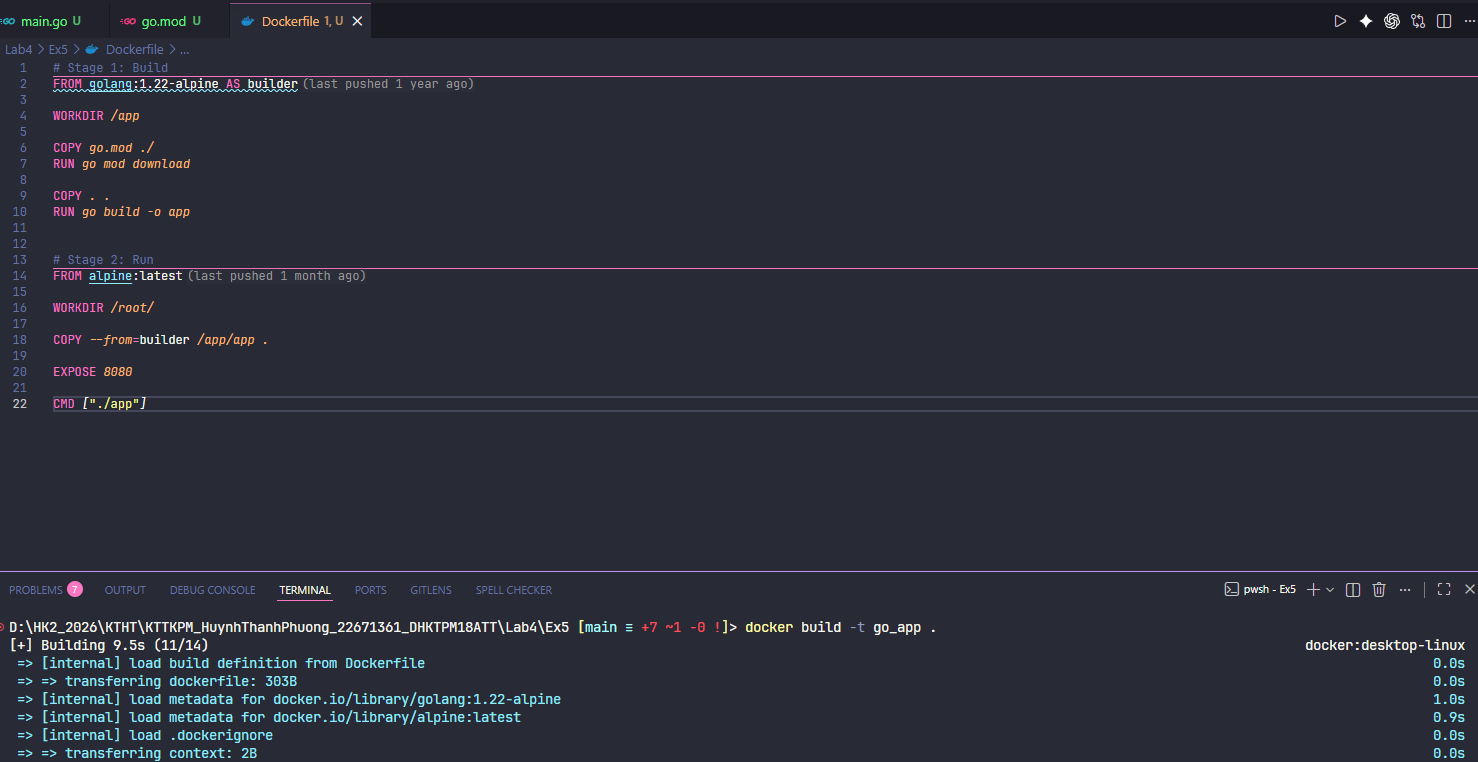 main.go U go.mod U Dockerfile 1, U
Lab4 > Ex5 > Dockerfile > ...
1 # Stage 1: Build
2 FROM golang:1.22-alpine AS builder (last pushed 1 year ago)
3
4 WORKDIR /app
5
6 COPY go.mod ./
7 RUN go mod download
8
9 COPY . .
10 RUN go build -o app
11
12
13 # Stage 2: Run
14 FROM alpine:latest (last pushed 1 month ago)
15
16 WORKDIR /root/
17
18 COPY --from=builder /app/app .
19
20 EXPOSE 8080
21
22 CMD ["./app"]
PROBLEMS 7 OUTPUT DEBUG CONSOLE TERMINAL PORTS GITLENS SPELL CHECKER pwsh - Ex5
D:\HK2_2026\KTHT\KTTKPM_HuynhThanhPhuong_22671361_DHKTPM18ATT\Lab4\Ex5 [main ≡ +7 ~1 -0 !]> docker build -t go_app .
[+] Building 9.5s (11/14) docker:desktop-linux
=> [internal] load build definition from Dockerfile 0.0s
=> => transferring dockerfile: 303B 0.0s
=> [internal] load metadata for docker.io/library/golang:1.22-alpine 1.0s
=> [internal] load metadata for docker.io/library/alpine:latest 0.9s
=> [internal] load .dockerignore 0.0s
=> => transferring context: 2B 0.0s